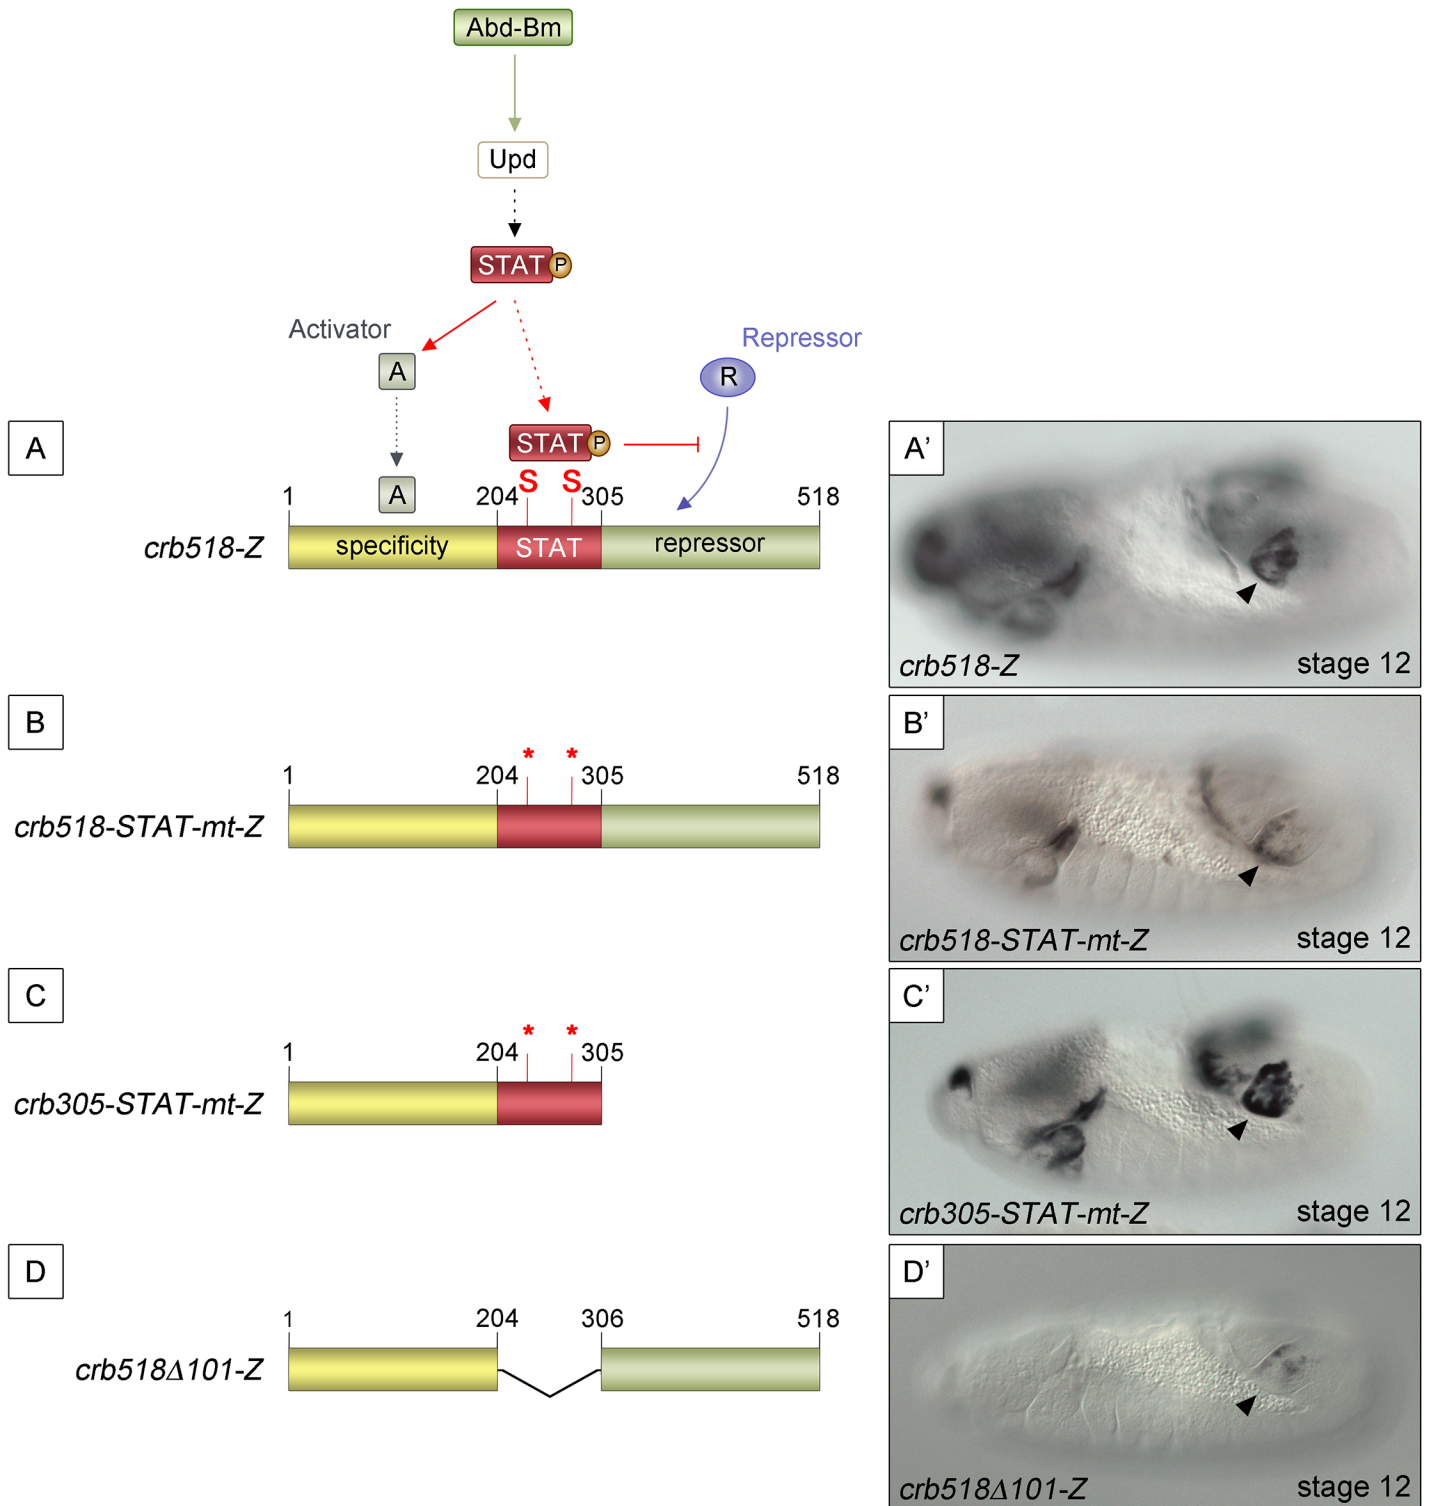 Abd-Bm
Upd
STAT P
Activator
Repressor
A
R
A
STAT P
A'
S S
A
1 204 305 518
crb518-Z
specificity STAT repressor
crb518-Z stage 12
B
B'
* *
1 204 305 518
crb518-STAT-mt-Z
crb518-STAT-mt-Z stage 12
C
C'
* *
1 204 305
crb305-STAT-mt-Z
crb305-STAT-mt-Z stage 12
D
D'
1 204 306 518
crb518Δ101-Z
crb518Δ101-Z stage 12